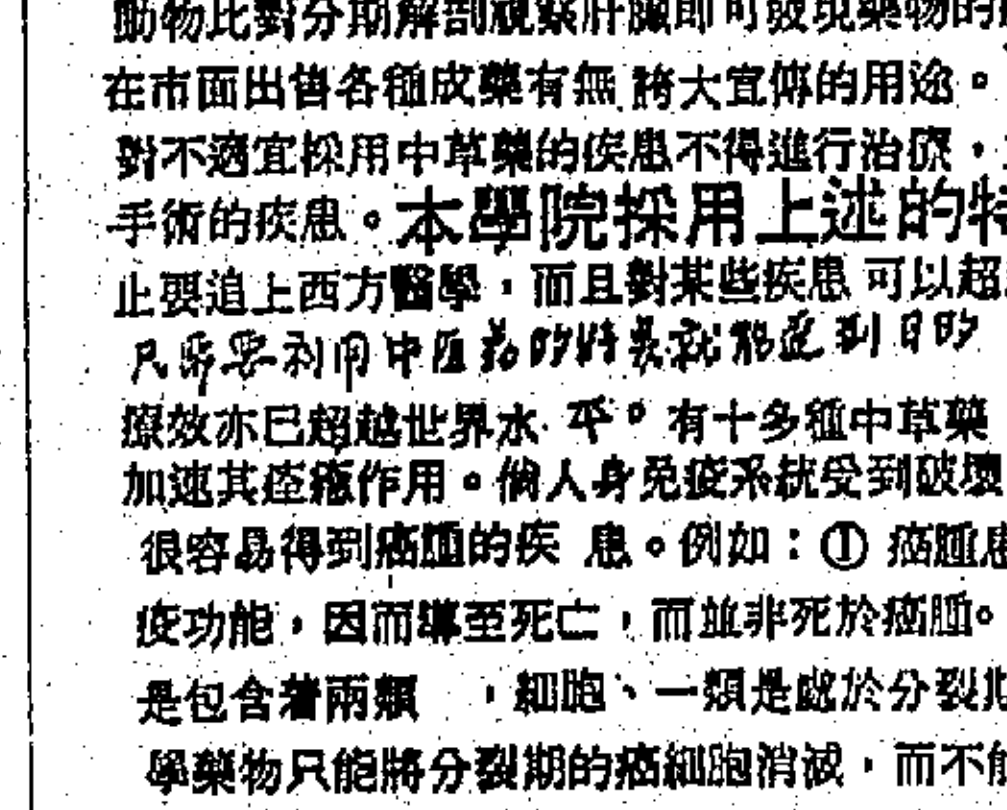 動物比對分期解剖觀察肝臟即可發現藥物的
在市面出售各種成藥有無誇大宣傳的用途。
對不適宜採用中草藥的疾患不得進行治療，
手術的疾患。本學院採用上述的特
止要追上西方醫學，而且對某些疾患可以超
只需要利用中醫葯的特長就能達到目的
療效亦已超越世界水平。有十多種中草藥
加速其痊癒作用。倘人身免疫系統受到破壞
很容易得到癌腫的疾患。例如：① 癌腫患
疫功能，因而導至死亡，而並非死於癌腫。
是包含着兩類，細胞、一類是處於分裂期
學藥物只能將分裂期的癌細胞消滅，而不能